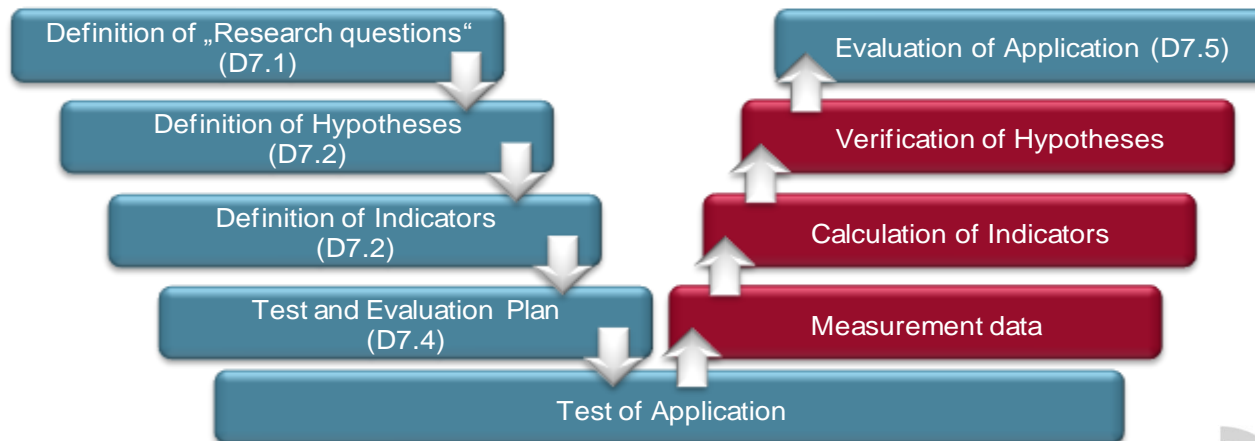 Definition of „Research questions“
(D7.1)
Definition of Hypotheses
(D7.2)
Definition of Indicators
(D7.2)
Test and Evaluation Plan
(D7.4)
Test of Application
Measurement data
Calculation of Indicators
Verification of Hypotheses
Evaluation of Application (D7.5)